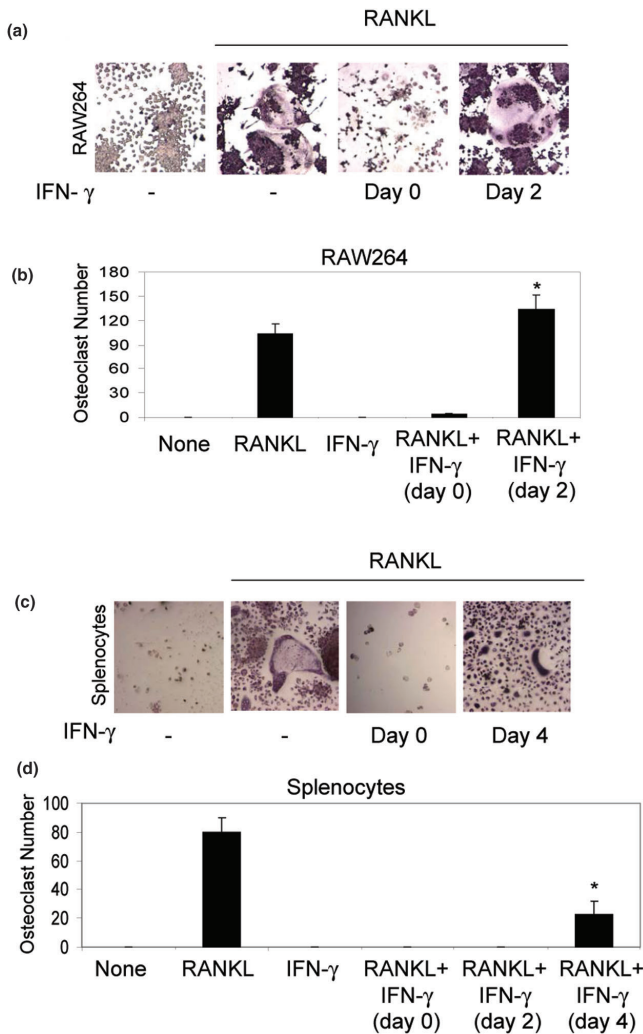 (a)
RANKL
RAW264
IFN- γ - - Day 0 Day 2
(b)
RAW264
Osteoclast Number
180
150
120
90
60
30
0
*
None RANKL IFN-γ RANKL+ RANKL+
IFN-γ IFN-γ
(day 0) (day 2)
RANKL
(c)
Splenocytes
IFN-γ - - Day 0 Day 4
(d)
Splenocytes
Osteoclast Number
100
80
60
40
20
0
*
None RANKL IFN-γ RANKL+ RANKL+ RANKL+
IFN-γ IFN-γ IFN-γ
(day 0) (day 2) (day 4)